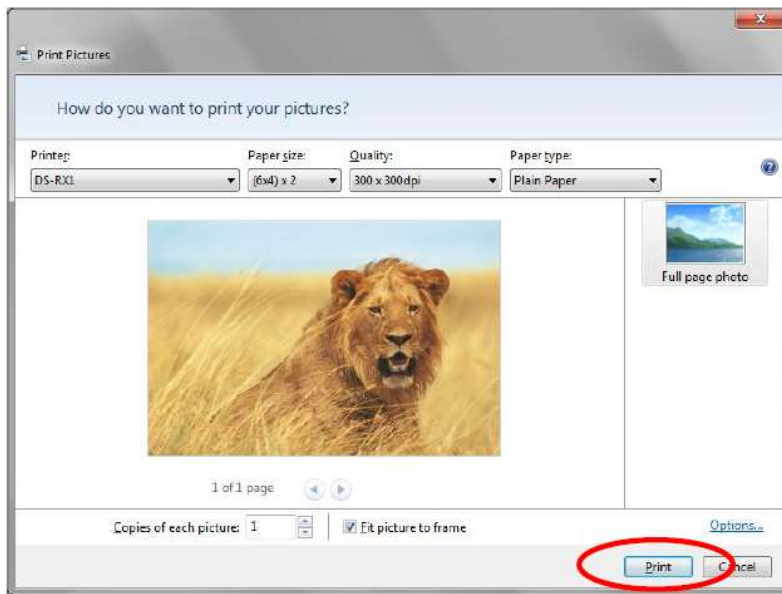 Print Pictures
How do you want to print your pictures?
Printer: Paper size: Quality: Paper type:
DS-RX1 (6x4) x 2 300 x 300dpi Plain Paper
Full page photo
1 of 1 page
Copies of each picture: 1 Fit picture to frame Options...
Print Cancel